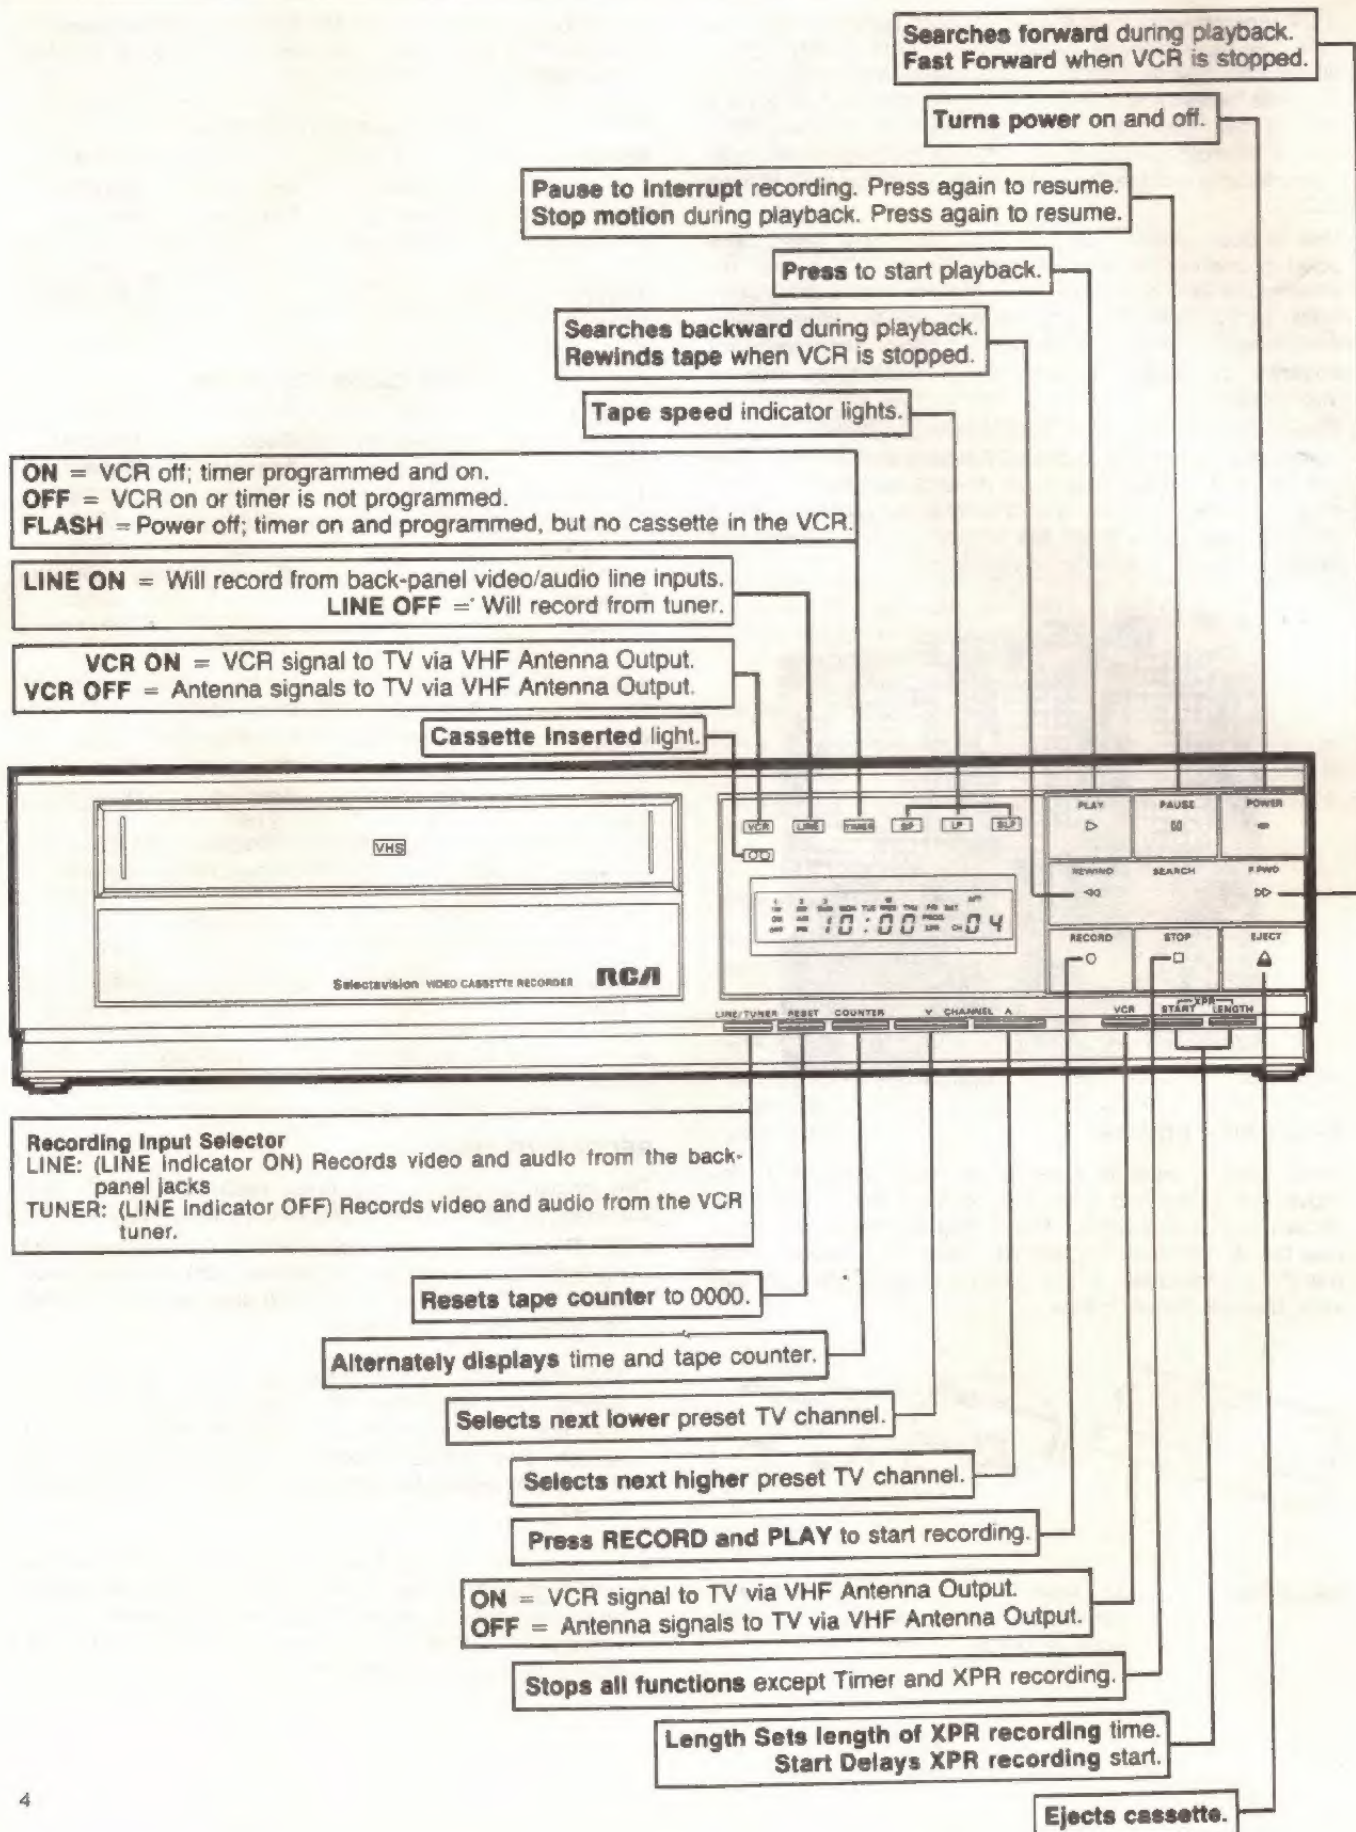 Searches forward during playback.
Fast Forward when VCR is stopped.
Turns power on and off.
Pause to Interrupt recording. Press again to resume.
Stop motion during playback. Press again to resume.
Press to start playback.
Searches backward during playback.
Rewinds tape when VCR is stopped.
Tape speed indicator lights.
ON = VCR off; timer programmed and on.
OFF = VCR on or timer is not programmed.
FLASH = Power off; timer on and programmed, but no cassette in the VCR.
LINE ON = Will record from back-panel video/audio line inputs.
LINE OFF = Will record from tuner.
VCR ON = VCR signal to TV via VHF Antenna Output.
VCR OFF = Antenna signals to TV via VHF Antenna Output.
Cassette Inserted light.
PLAY PAUSE POWER
VCR LINE TIMER SP LP SLP
VHS
REWIND SEARCH F.FWD
SUN MON TUE WED THU FRI SAT
10:00 PROG XPR CH 04
RECORD STOP EJECT
Selectavision VIDEO CASSETTE RECORDER RCA
XPR
LINE/TUNER RESET COUNTER ∨ CHANNEL ∧ VCR START LENGTH
Recording Input Selector
LINE: (LINE indicator ON) Records video and audio from the back-
panel jacks
TUNER: (LINE indicator OFF) Records video and audio from the VCR
tuner.
Resets tape counter to 0000.
Alternately displays time and tape counter.
Selects next lower preset TV channel.
Selects next higher preset TV channel.
Press RECORD and PLAY to start recording.
ON = VCR signal to TV via VHF Antenna Output.
OFF = Antenna signals to TV via VHF Antenna Output.
Stops all functions except Timer and XPR recording.
Length Sets length of XPR recording time.
Start Delays XPR recording start.
4
Ejects cassette.